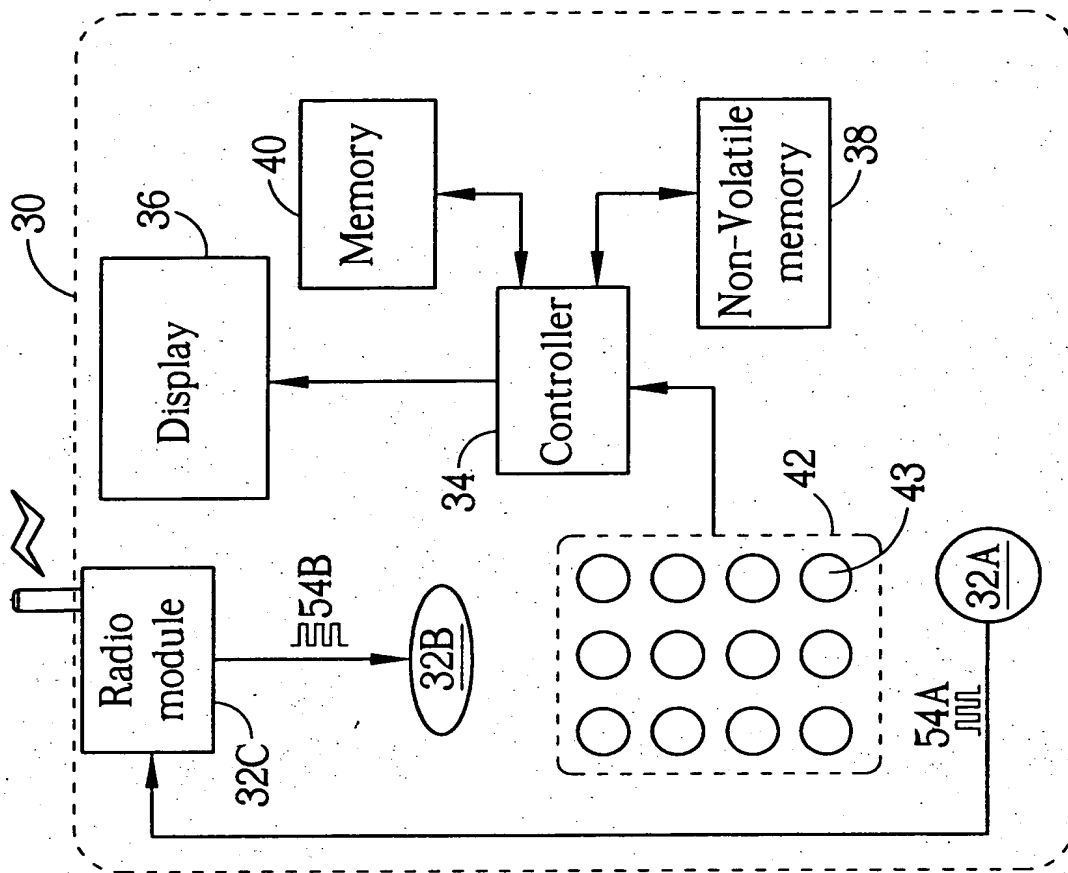 30
Radio
module
32C
54B
32B
Display
36
40
Memory
34
Controller
Non-Volatile
memory
38
42
43
54A
32A